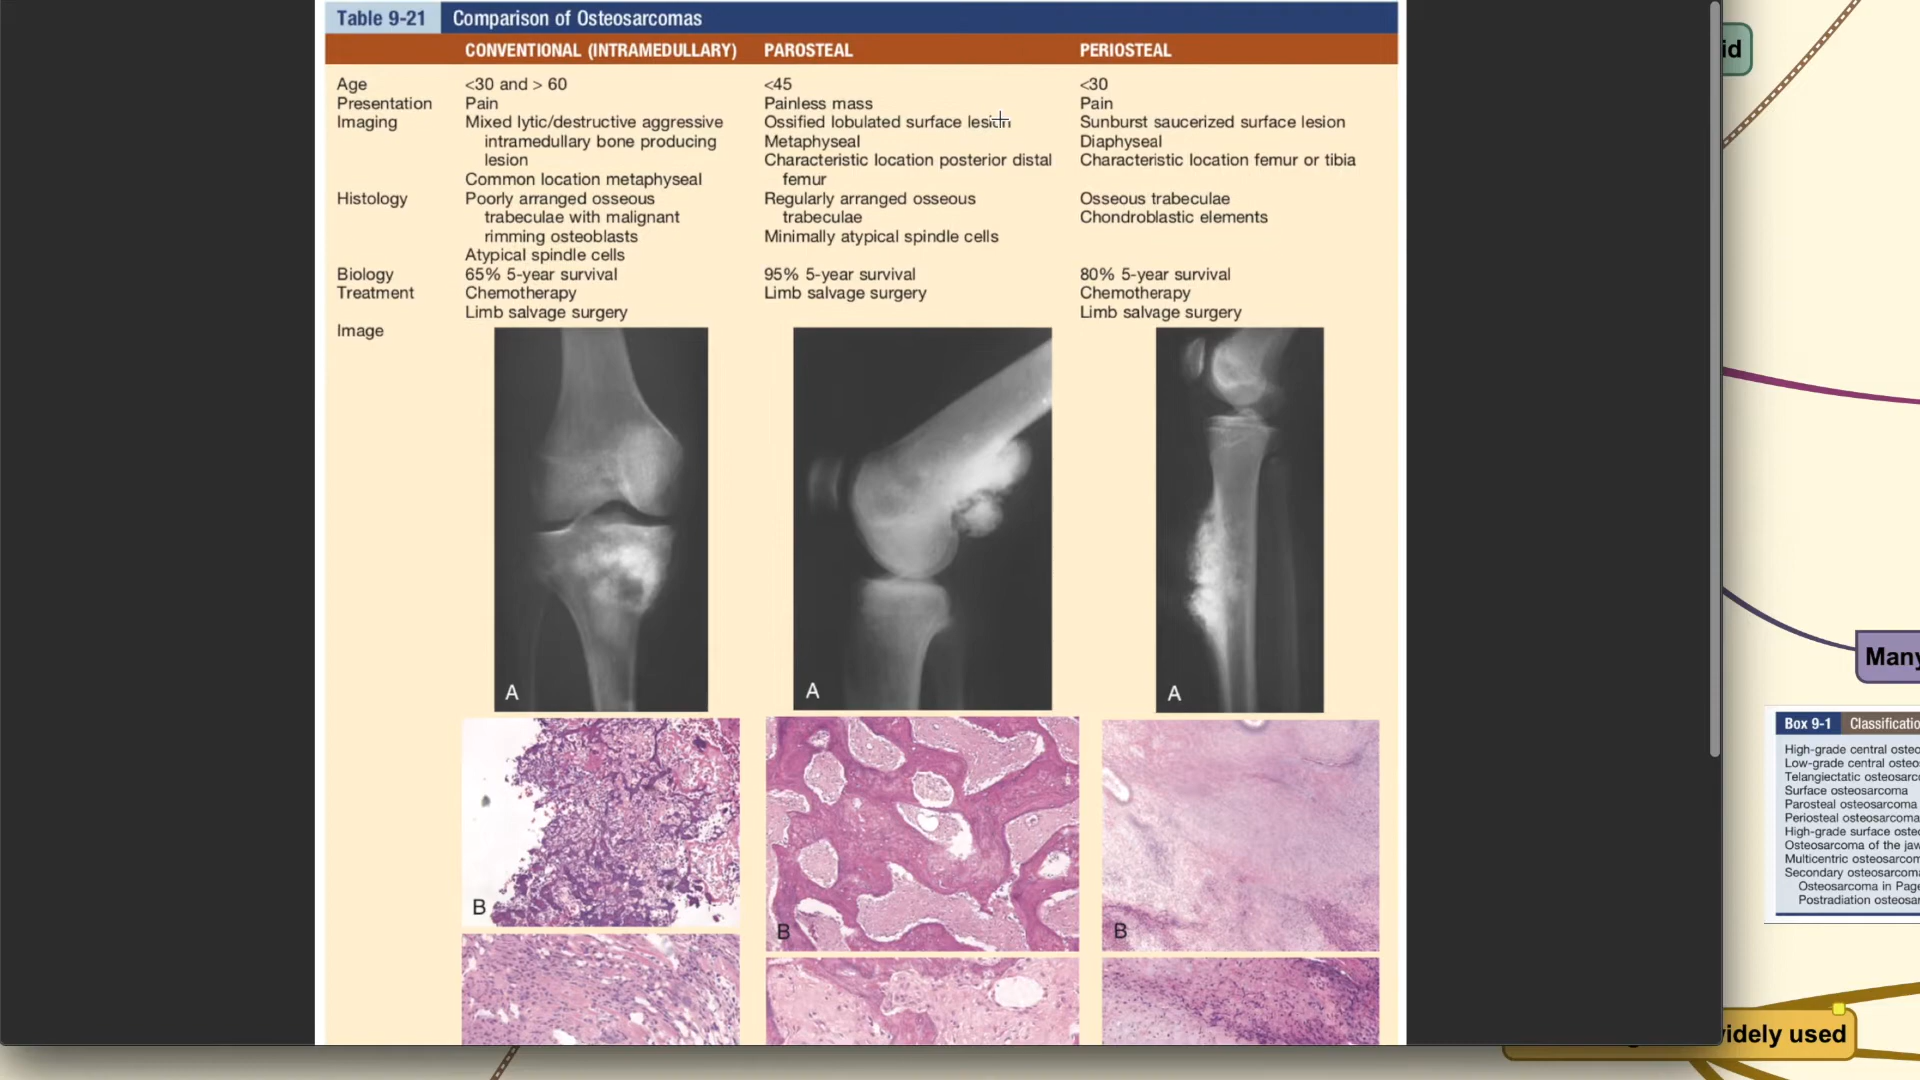 Table 9-21 Comparison of Osteosarcomas
CONVENTIONAL (INTRAMEDULLARY) PAROSTEAL PERIOSTEAL
Age <30 and > 60 <45 <30
Presentation Pain Painless mass Pain
Imaging Mixed lytic/destructive aggressive Ossified lobulated surface lesion Sunburst saucerized surface lesion
intramedullary bone producing Metaphyseal Diaphyseal
lesion Characteristic location posterior distal Characteristic location femur or tibia
Common location metaphyseal femur
Histology Poorly arranged osseous Regularly arranged osseous Osseous trabeculae
trabeculae with malignant trabeculae Chondroblastic elements
rimming osteoblasts Minimally atypical spindle cells
Atypical spindle cells
Biology 65% 5-year survival 95% 5-year survival 80% 5-year survival
Treatment Chemotherapy Limb salvage surgery Chemotherapy
Limb salvage surgery Limb salvage surgery
Image
A A A
B B B
id
Many
Box 9-1 Classificatio
High-grade central osteo
Low-grade central osteo
Telangiectatic osteosarc
Surface osteosarcoma
Parosteal osteosarcoma
Periosteal osteosarcoma
High-grade surface oste
Osteosarcoma of the jaw
Multicentric osteosarcom
Secondary osteosarcoma
Osteosarcoma in Page
Postradiation osteosar
widely used